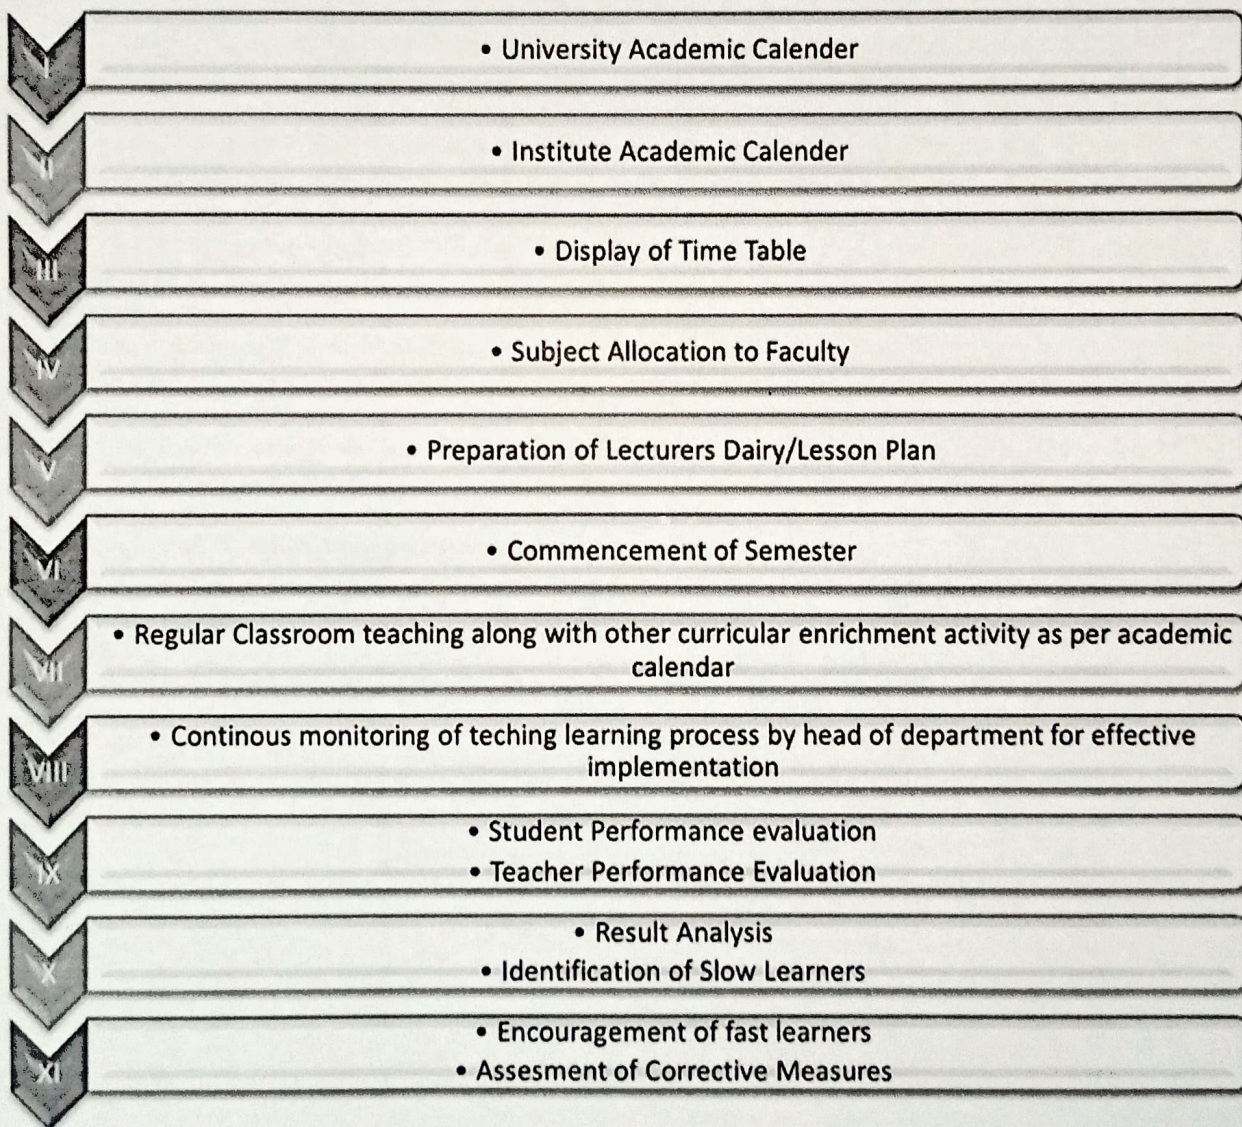 I
• University Academic Calender
II
• Institute Academic Calender
III
• Display of Time Table
IV
• Subject Allocation to Faculty
V
• Preparation of Lecturers Dairy/Lesson Plan
VI
• Commencement of Semester
VII
• Regular Classroom teaching along with other curricular enrichment activity as per academic
calendar
VIII
• Continous monitoring of teching learning process by head of department for effective
implementation
IX
• Student Performance evaluation
• Teacher Performance Evaluation
X
• Result Analysis
• Identification of Slow Learners
XI
• Encouragement of fast learners
• Assesment of Corrective Measures